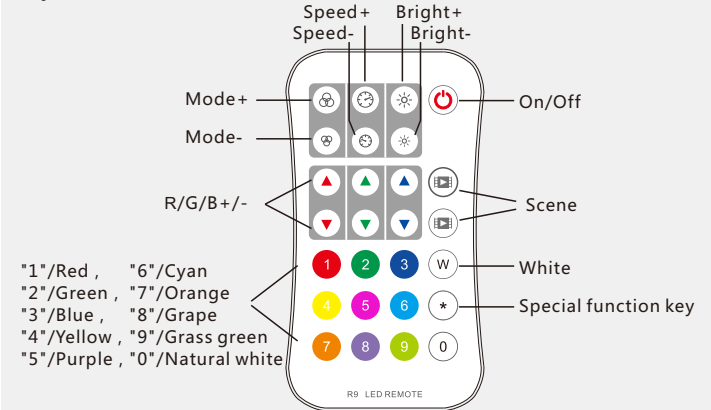 Speed+ Bright+
Speed- Bright-
Mode+
On/Off
Mode-
R/G/B+/-
Scene
"1"/Red , "6"/Cyan
"2"/Green , "7"/Orange
"3"/Blue , "8"/Grape
"4"/Yellow , "9"/Grass green
"5"/Purple , "0"/Natural white
1 2 3 W
White
4 5 6 *
Special function key
7 8 9 0
R9 LED REMOTE